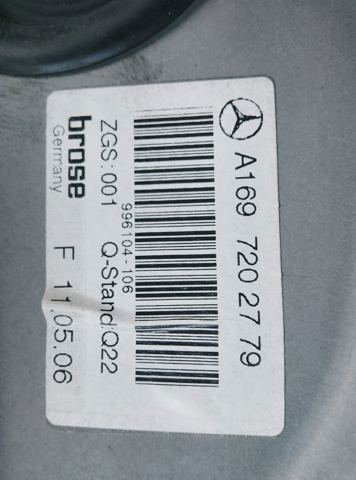 A169 720 27 79
996104-106
ZGS: 001 Q-Stand:Q22
brose
Germany
F 11.05.06